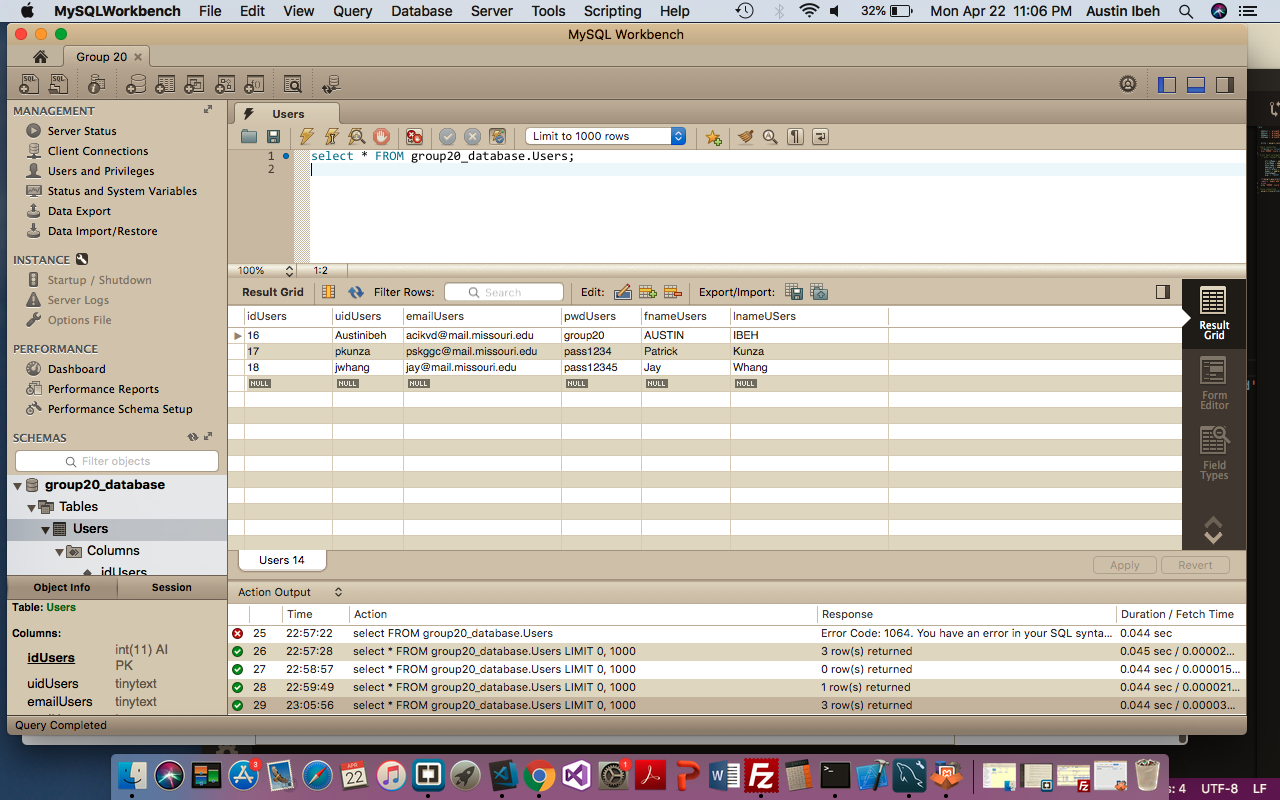 MySQLWorkbench File Edit View Query Database Server Tools Scripting Help 32% Mon Apr 22 11:06 PM Austin Ibeh
MySQL Workbench
Group 20
MANAGEMENT
Server Status
Client Connections
Users and Privileges
Status and System Variables
Data Export
Data Import/Restore
INSTANCE
Startup / Shutdown
Server Logs
Options File
PERFORMANCE
Dashboard
Performance Reports
Performance Schema Setup
SCHEMAS
Filter objects
group20_database
Tables
Users
Columns
idUsers
Object Info Session
Table: Users
Columns:
idUsers int(11) AI PK
uidUsers tinytext
emailUsers tinytext
Users
Limit to 1000 rows
1 select * FROM group20_database.Users;
2
100% 1:2
Result Grid Filter Rows: Search Edit: Export/Import:
idUsers uidUsers emailUsers pwdUsers fnameUsers lnameUSers
16 Austinibeh acikvd@mail.missouri.edu group20 AUSTIN IBEH
17 pkunza pskggc@mail.missouri.edu pass1234 Patrick Kunza
18 jwhang jay@mail.missouri.edu pass12345 Jay Whang
NULL NULL NULL NULL NULL NULL
Result Grid
Form Editor
Field Types
Users 14 Apply Revert
Action Output
Time Action Response Duration / Fetch Time
25 22:57:22 select FROM group20_database.Users Error Code: 1064. You have an error in your SQL synta... 0.044 sec
26 22:57:28 select * FROM group20_database.Users LIMIT 0, 1000 3 row(s) returned 0.045 sec / 0.00002...
27 22:58:57 select * FROM group20_database.Users LIMIT 0, 1000 0 row(s) returned 0.044 sec / 0.000015...
28 22:59:49 select * FROM group20_database.Users LIMIT 0, 1000 1 row(s) returned 0.044 sec / 0.000021...
29 23:05:56 select * FROM group20_database.Users LIMIT 0, 1000 3 row(s) returned 0.044 sec / 0.00003...
Query Completed
3 APR 22 1
s: 4 UTF-8 LF